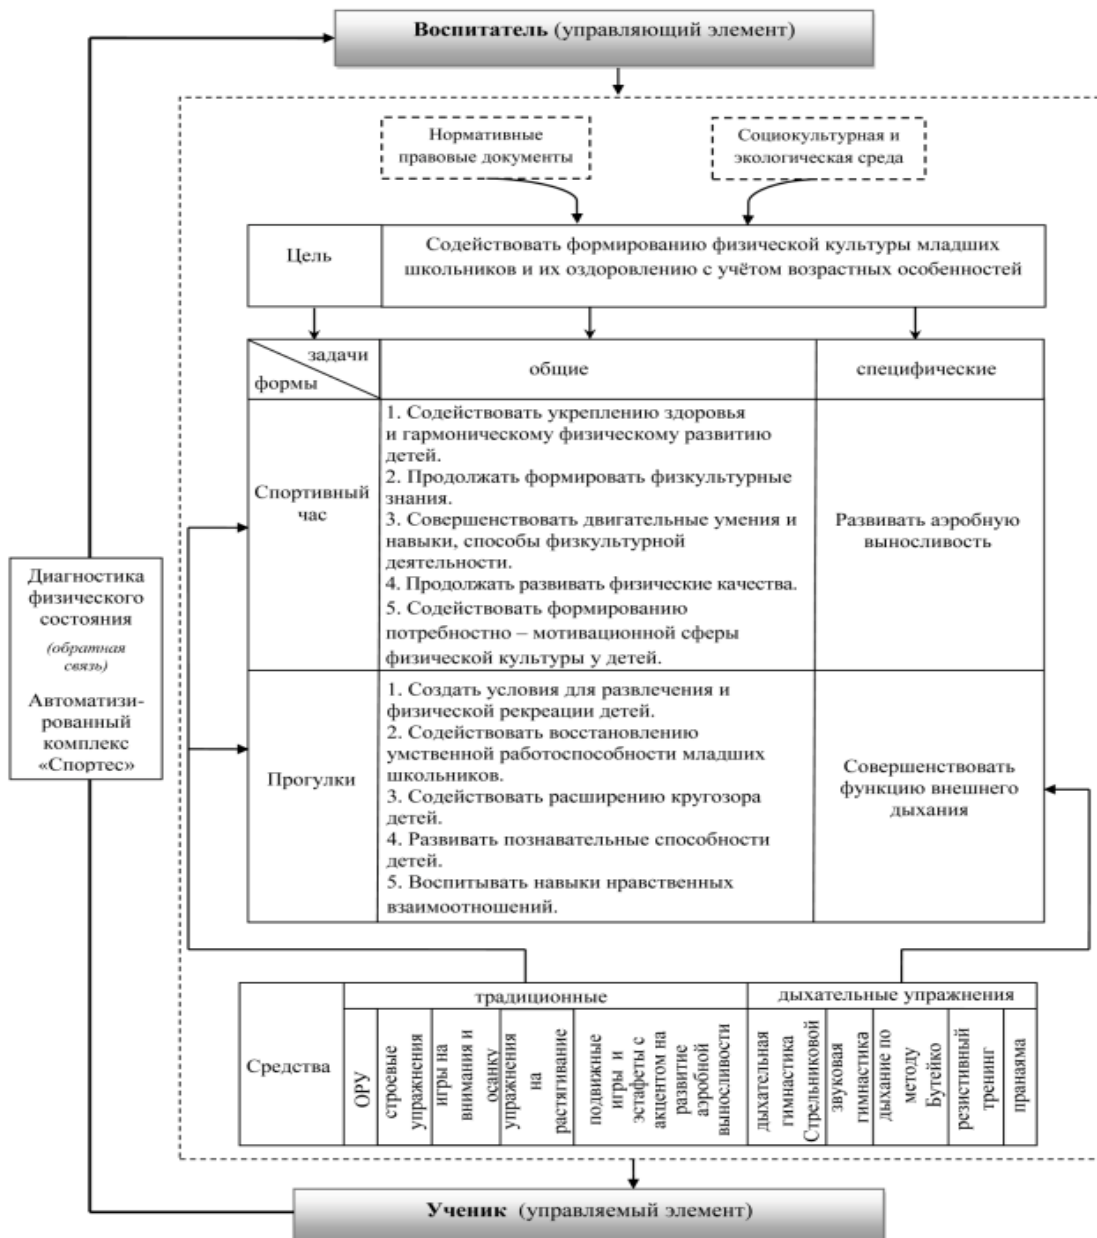 Воспитатель (управляющий элемент)
Нормативные
правовые документы
Социокультурная и
экологическая среда
Цель
Содействовать формированию физической культуры младших
школьников и их оздоровлению с учётом возрастных особенностей
задачи
формы
общие
специфические
Спортивный
час
1. Содействовать укреплению здоровья
и гармоническому физическому развитию
детей.
2. Продолжать формировать физкультурные
знания.
3. Совершенствовать двигательные умения и
навыки, способы физкультурной
деятельности.
4. Продолжать развивать физические качества.
5. Содействовать формированию
потребностно – мотивационной сферы
физической культуры у детей.
Развивать аэробную
выносливость
Диагностика
физического
состояния
(обратная
связь)
Автоматизи-
рованный
комплекс
«Спортес»
Прогулки
1. Создать условия для развлечения и
физической рекреации детей.
2. Содействовать восстановлению
умственной работоспособности младших
школьников.
3. Содействовать расширению кругозора
детей.
4. Развивать познавательные способности
детей.
5. Воспитывать навыки нравственных
взаимоотношений.
Совершенствовать
функцию внешнего
дыхания
Средства
традиционные
дыхательные упражнения
ОРУ
строевые
упражнения
игры на
внимания и
осанку
упражнения
на
растягивание
подвижные
игры и
эстафеты с
акцентом на
развитие
аэробной
выносливости
дыхательная
гимнастика
Стрельниковой
звуковая
гимнастика
дыхание по
методу
Бутейко
резистивный
тренинг
пранаяма
Ученик (управляемый элемент)